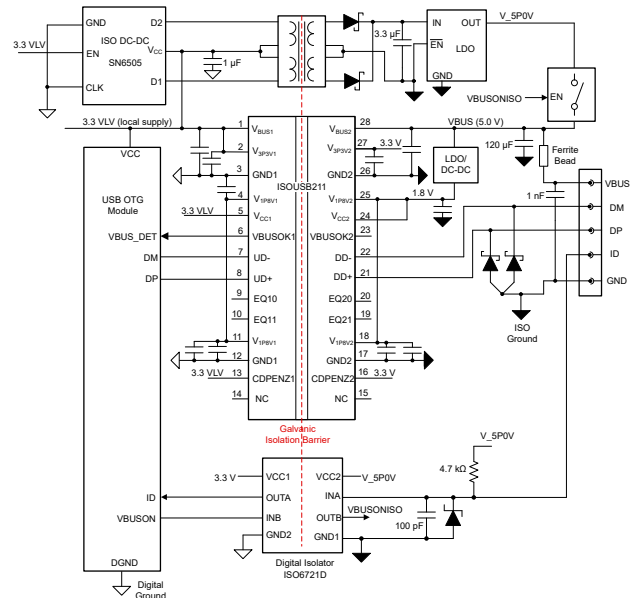 GND
ISO DC-DC
SN6505
D2
3.3 VLV
EN
VCC
1 µF
CLK
D1
3.3 µF
IN
OUT
V_5P0V
EN
LDO
GND
VBUSONISO
EN
3.3 VLV (local supply)
VCC
USB OTG
Module
VBUS_DET
DM
DP
ID
VBUSON
DGND
Digital
Ground
ISOUSB211
1
VBUS1
2
V3P3V1
3
GND1
4
V1P8V1
3.3 VLV
5
VCC1
6
VBUSOK1
7
UD-
8
UD+
9
EQ10
10
EQ11
11
V1P8V1
12
GND1
3.3 VLV
13
CDPENZ1
14
NC
VBUS2
28
VBUS (5.0 V)
V3P3V2
27
3.3 V
GND2
26
V1P8V2
25
1.8 V
VCC2
24
VBUSOK2
23
DD-
22
DD+
21
EQ20
20
EQ21
19
V1P8V2
18
GND2
17
CDPENZ2
16
3.3 V
NC
15
LDO/
DC-DC
120 µF
Ferrite
Bead
1 nF
VBUS
DM
DP
ID
GND
ISO
Ground
Galvanic
Isolation Barrier
3.3 V
VCC1
OUTA
INB
GND2
VCC2
V_5P0V
INA
OUTB
VBUSONISO
GND1
Digital Isolator
ISO6721D
V_5P0V
4.7 kΩ
100 pF